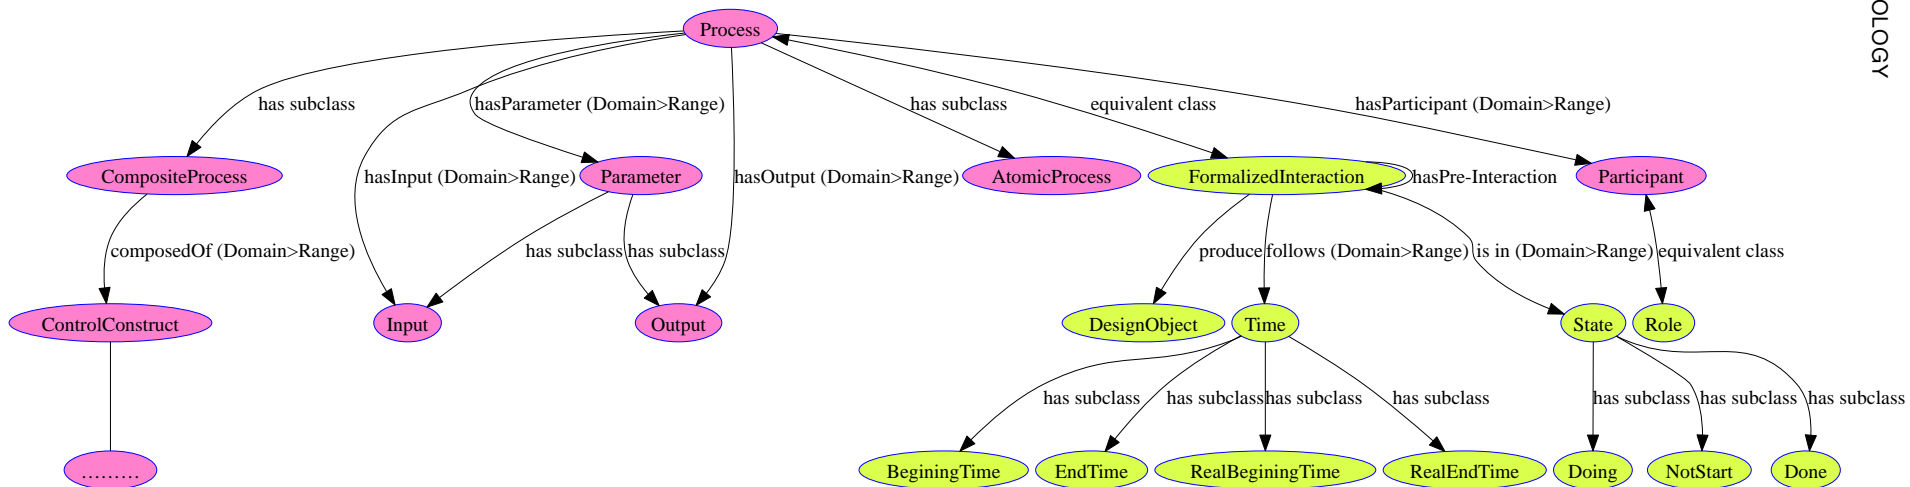 OLOGY
Process
has subclass
hasParameter (Domain>Range)
has subclass
equivalent class
hasParticipant (Domain>Range)
CompositeProcess
hasInput (Domain>Range)
Parameter
hasOutput (Domain>Range)
AtomicProcess
FormalizedInteraction
hasPre-Interaction
Participant
composedOf (Domain>Range)
has subclass
has subclass
produce
follows (Domain>Range)
is in (Domain>Range)
equivalent class
ControlConstruct
Input
Output
DesignObject
Time
State
Role
has subclass
has subclass
has subclass
has subclass
has subclass
has subclass
has subclass
………
BeginingTime
EndTime
RealBeginingTime
RealEndTime
Doing
NotStart
Done